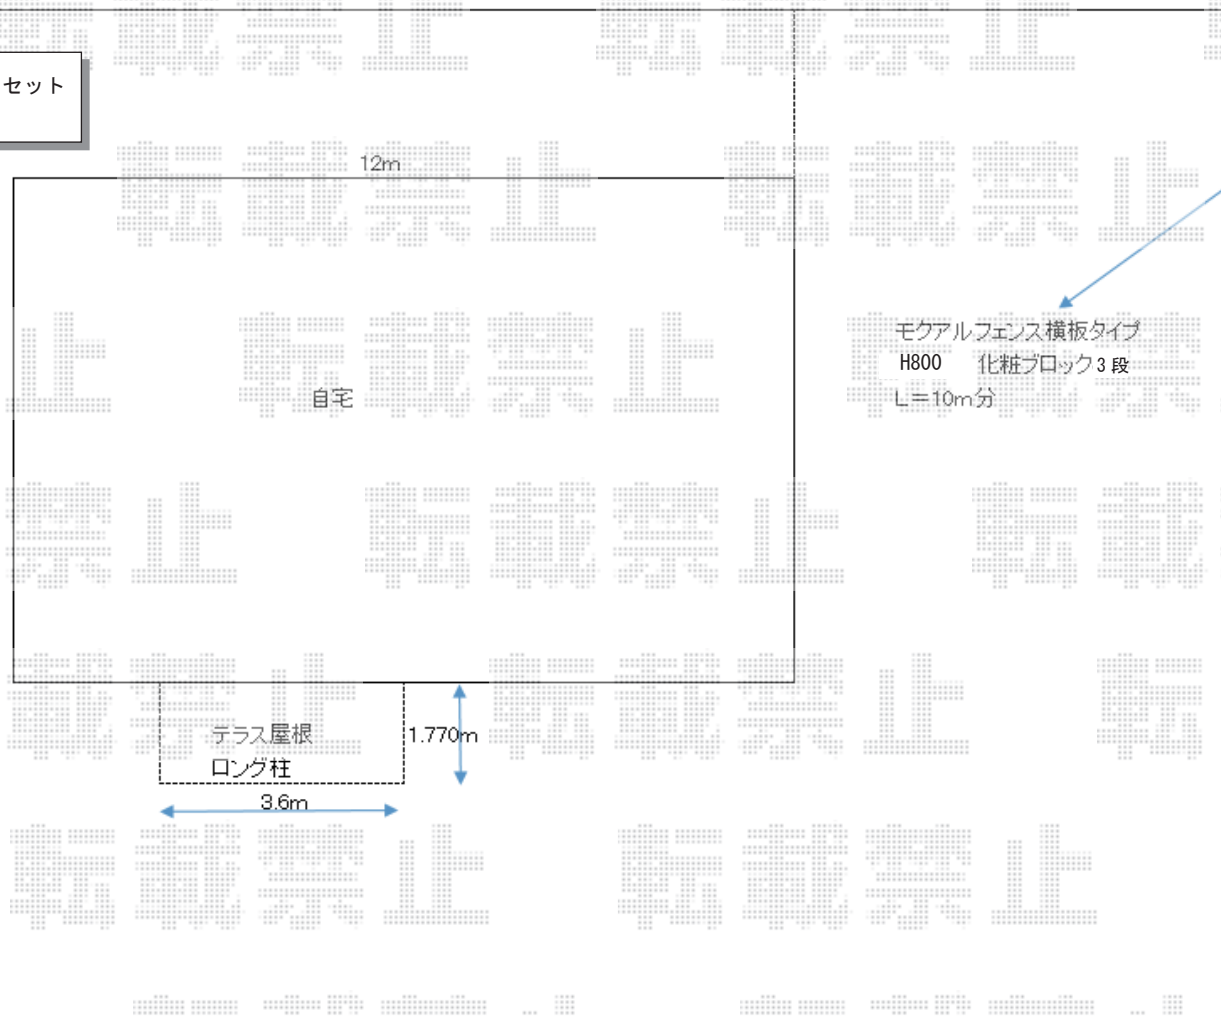 セット
12m
モクアルフェンス横板タイプ
H800 化粧ブロック3段
L=10m分
自宅
テラス屋根
ロング柱
1.770m
3.6m
転載禁止